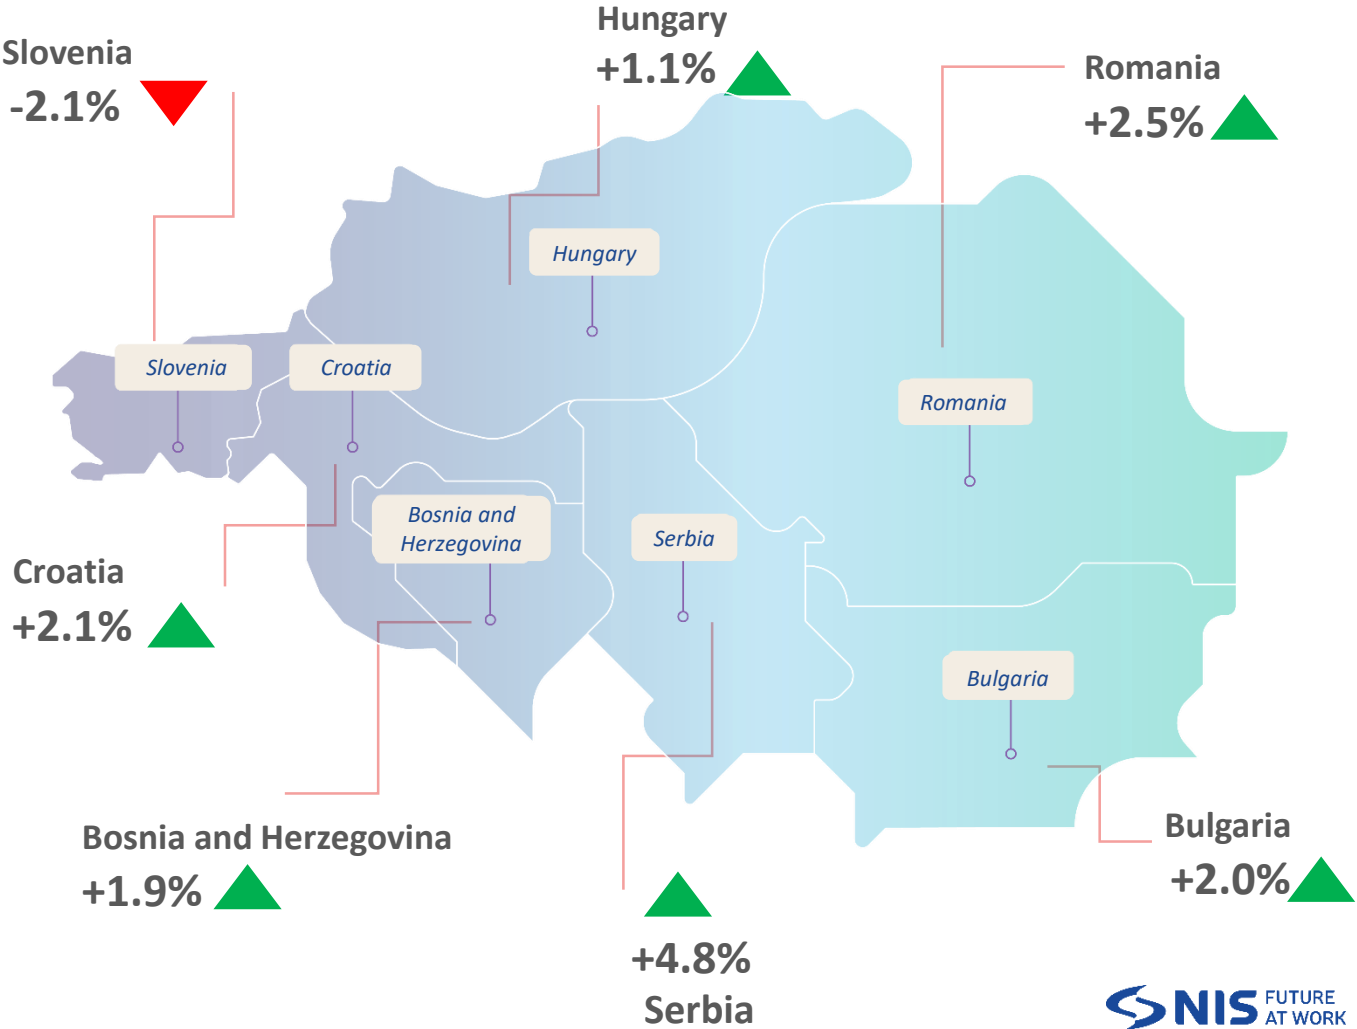 Hungary
+1.1%
Slovenia
-2.1%
Romania
+2.5%
Hungary
Slovenia
Croatia
Romania
Bosnia and
Herzegovina
Serbia
Croatia
+2.1%
Bulgaria
Bosnia and Herzegovina
+1.9%
Bulgaria
+2.0%
+4.8%
Serbia
NIS FUTURE
AT WORK